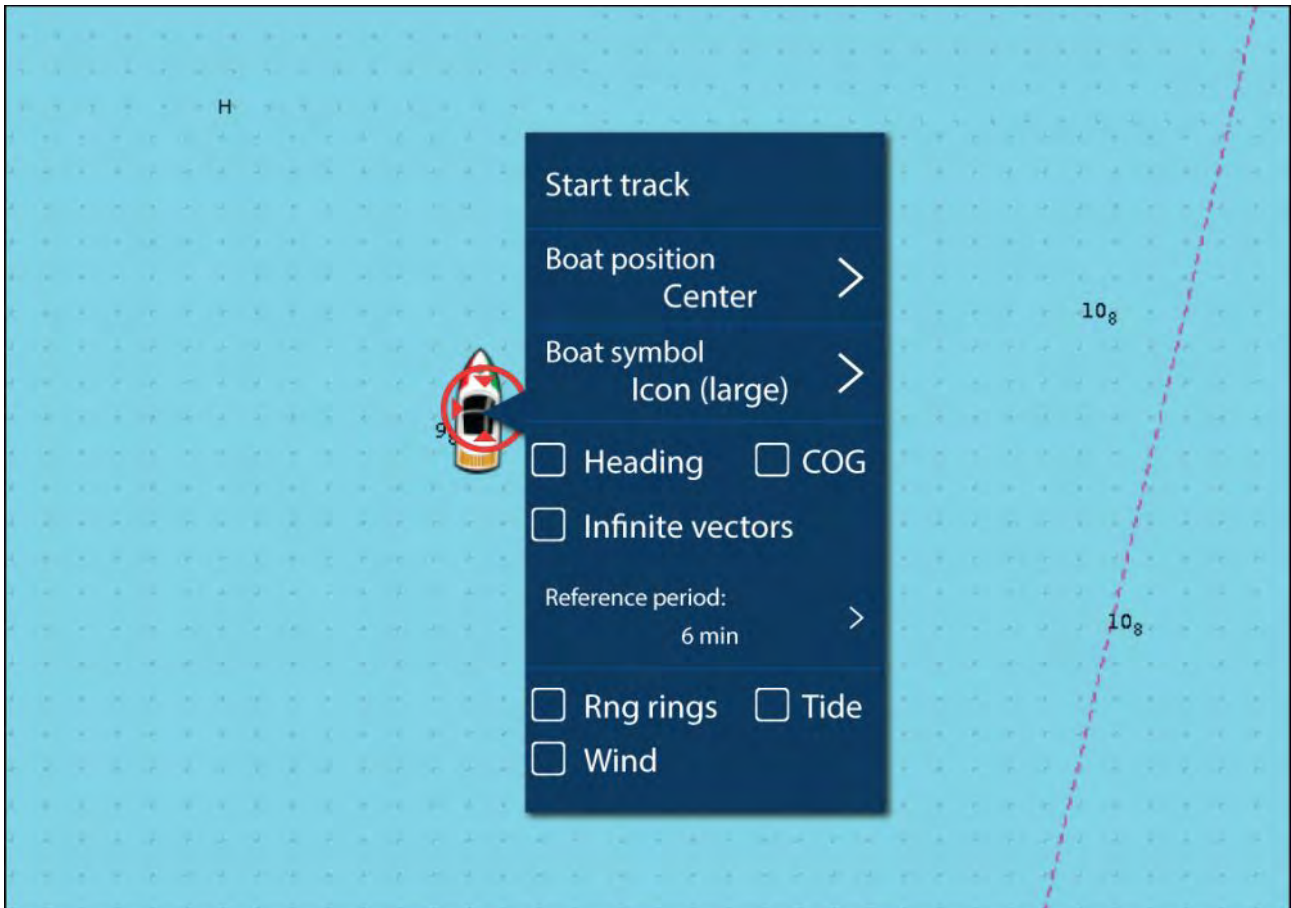 H
Start track
Boat position
Center
10₈
Boat symbol
Icon (large)
9₈
Heading COG
Infinite vectors
Reference period:
6 min
10₈
Rng rings Tide
Wind